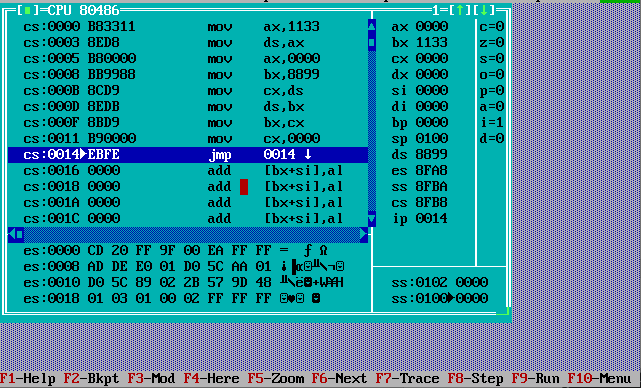 [■]=CPU 80486 1=[↑][↓]
cs:0000 B83311 mov ax,1133 ax 0000 c=0
cs:0003 8ED8 mov ds,ax bx 1133 z=0
cs:0005 B80000 mov ax,0000 cx 0000 s=0
cs:0008 BB9988 mov bx,8899 dx 0000 o=0
cs:000B 8CD9 mov cx,ds si 0000 p=0
cs:000D 8EDB mov ds,bx di 0000 a=0
cs:000F 8BD9 mov bx,cx bp 0000 i=1
cs:0011 B90000 mov cx,0000 sp 0100 d=0
cs:0014►EBFE jmp 0014 ↓ ds 8899
cs:0016 0000 add [bx+si],al es 8FA8
cs:0018 0000 add [bx+si],al ss 8FBA
cs:001A 0000 add [bx+si],al cs 8FB8
cs:001C 0000 add [bx+si],al ip 0014
es:0000 CD 20 FF 9F 00 EA FF FF = ƒ Ω
es:0008 AD DE E0 01 D0 5C AA 01
es:0010 D0 5C 89 02 2B 57 9D 48 ss:0102 0000
es:0018 01 03 01 00 02 FF FF FF ☺♥☺ ☻ ss:0100►0000
F1-Help F2-Bkpt F3-Mod F4-Here F5-Zoom F6-Next F7-Trace F8-Step F9-Run F10-Menu